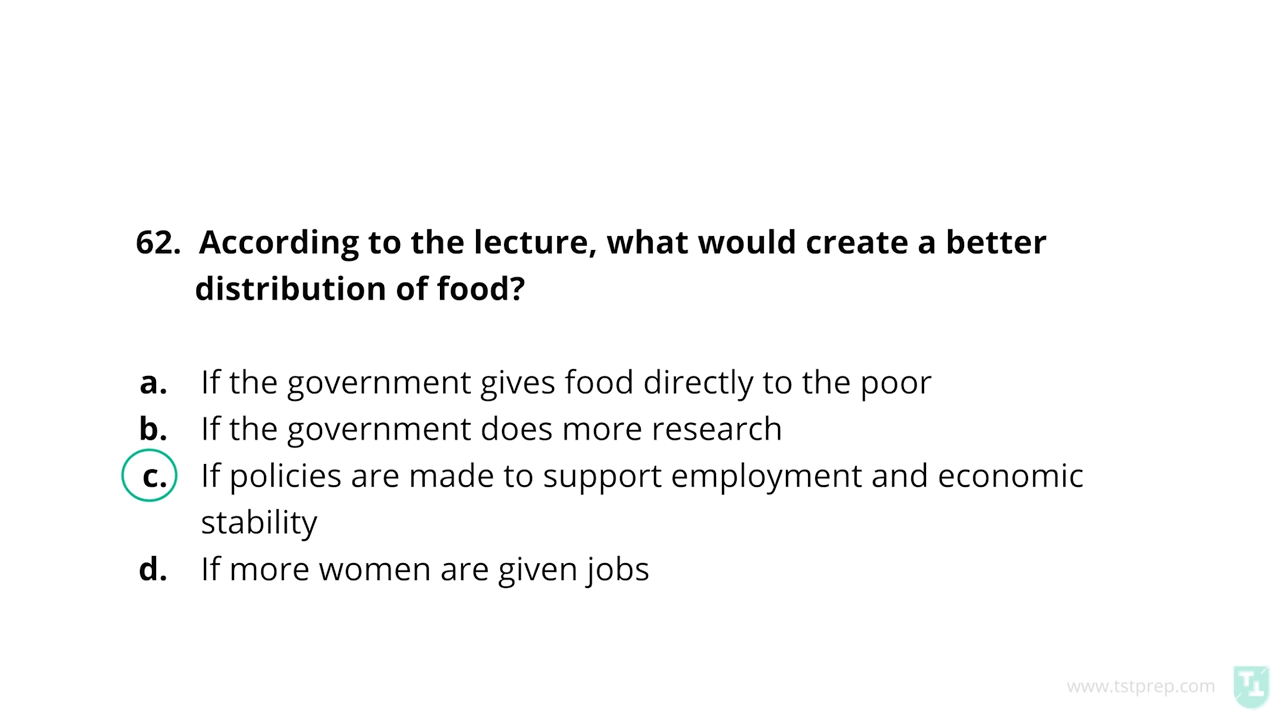 62. According to the lecture, what would create a better
distribution of food?
a. If the government gives food directly to the poor
b. If the government does more research
c. If policies are made to support employment and economic
stability
d. If more women are given jobs
www.tstprep.com